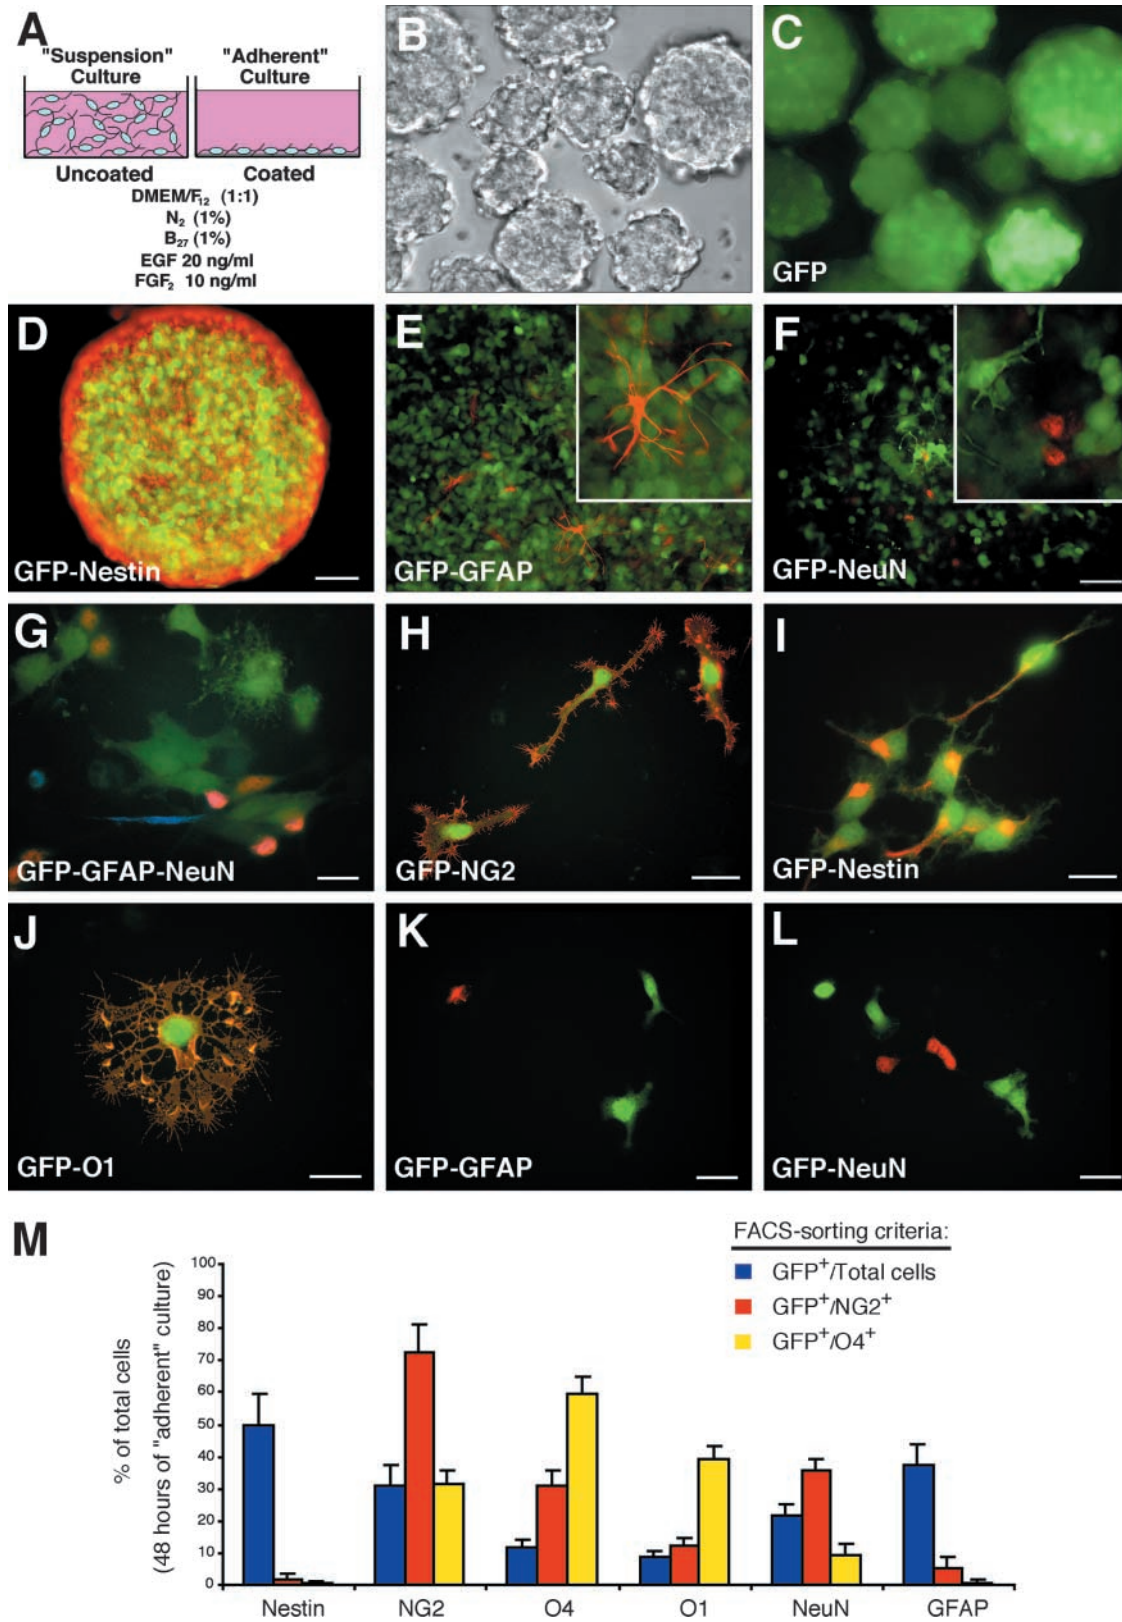 A
"Suspension" Culture
"Adherent" Culture
Uncoated
Coated
DMEM/F12 (1:1)
N2 (1%)
B27 (1%)
EGF 20 ng/ml
FGF2 10 ng/ml
B
C
GFP
D
GFP-Nestin
E
GFP-GFAP
F
GFP-NeuN
G
GFP-GFAP-NeuN
H
GFP-NG2
I
GFP-Nestin
J
GFP-O1
K
GFP-GFAP
L
GFP-NeuN
M
FACS-sorting criteria:
GFP+/Total cells
GFP+/NG2+
GFP+/O4+
% of total cells
(48 hours of "adherent" culture)
100
90
80
70
60
50
40
30
20
10
0
Nestin NG2 O4 O1 NeuN GFAP